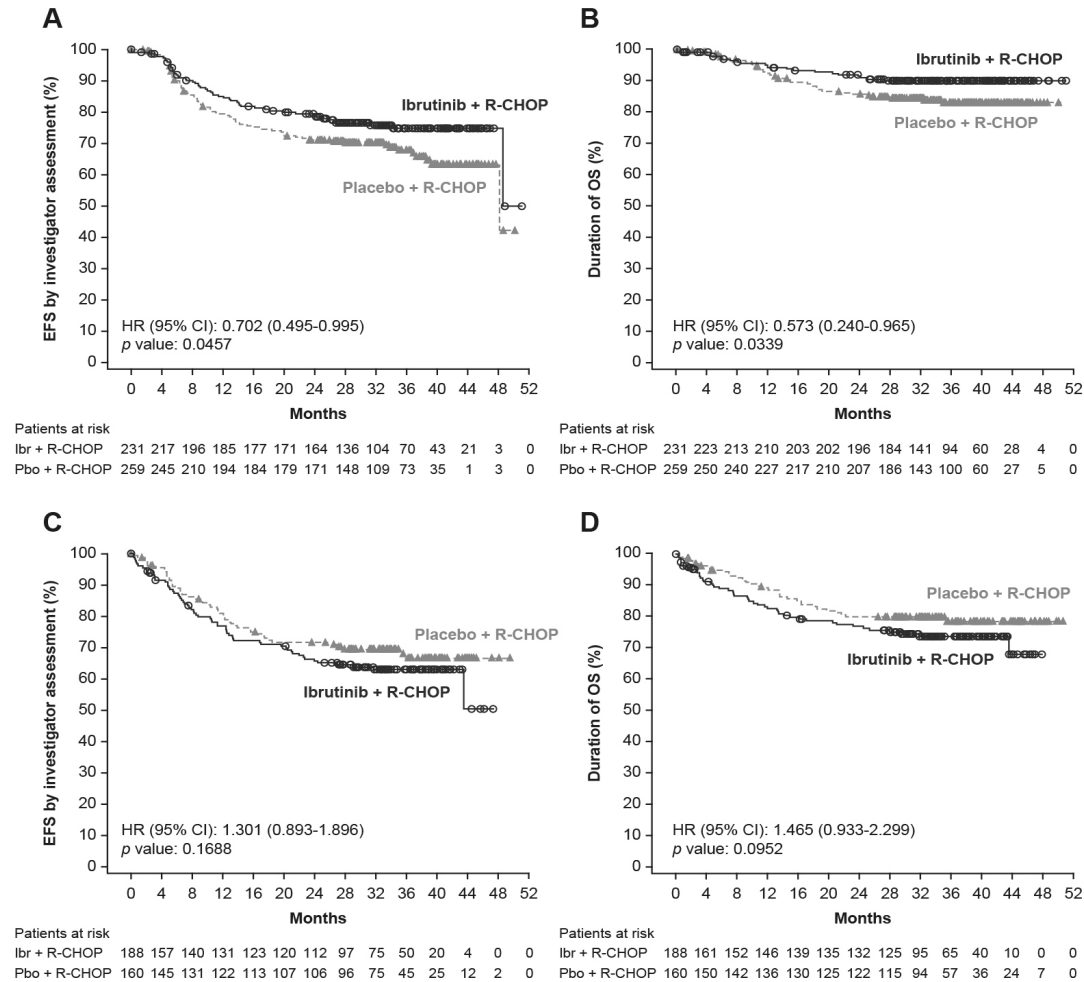 A
EFS by investigator assessment (%)
100
90
80
70
60
50
40
30
20
10
0
Ibrutinib + R-CHOP
Placebo + R-CHOP
HR (95% CI): 0.702 (0.495-0.995)
p value: 0.0457
0 4 8 12 16 20 24 28 32 36 40 44 48 52
Months
Patients at risk
Ibr + R-CHOP 231 217 196 185 177 171 164 136 104 70 43 21 3 0
Pbo + R-CHOP 259 245 210 194 184 179 171 148 109 73 35 1 3 0
B
Duration of OS (%)
100
90
80
70
60
50
40
30
20
10
0
Ibrutinib + R-CHOP
Placebo + R-CHOP
HR (95% CI): 0.573 (0.240-0.965)
p value: 0.0339
0 4 8 12 16 20 24 28 32 36 40 44 48 52
Months
Patients at risk
Ibr + R-CHOP 231 223 213 210 203 202 196 184 141 94 60 28 4 0
Pbo + R-CHOP 259 250 240 227 217 210 207 186 143 100 60 27 5 0
C
EFS by investigator assessment (%)
100
90
80
70
60
50
40
30
20
10
0
Placebo + R-CHOP
Ibrutinib + R-CHOP
HR (95% CI): 1.301 (0.893-1.896)
p value: 0.1688
0 4 8 12 16 20 24 28 32 36 40 44 48 52
Months
Patients at risk
Ibr + R-CHOP 188 157 140 131 123 120 112 97 75 50 20 4 0 0
Pbo + R-CHOP 160 145 131 122 113 107 106 96 75 45 25 12 2 0
D
Duration of OS (%)
100
90
80
70
60
50
40
30
20
10
0
Placebo + R-CHOP
Ibrutinib + R-CHOP
HR (95% CI): 1.465 (0.933-2.299)
p value: 0.0952
0 4 8 12 16 20 24 28 32 36 40 44 48 52
Months
Patients at risk
Ibr + R-CHOP 188 161 152 146 139 135 132 125 95 65 40 10 0 0
Pbo + R-CHOP 160 150 142 136 130 125 122 115 94 57 36 24 7 0